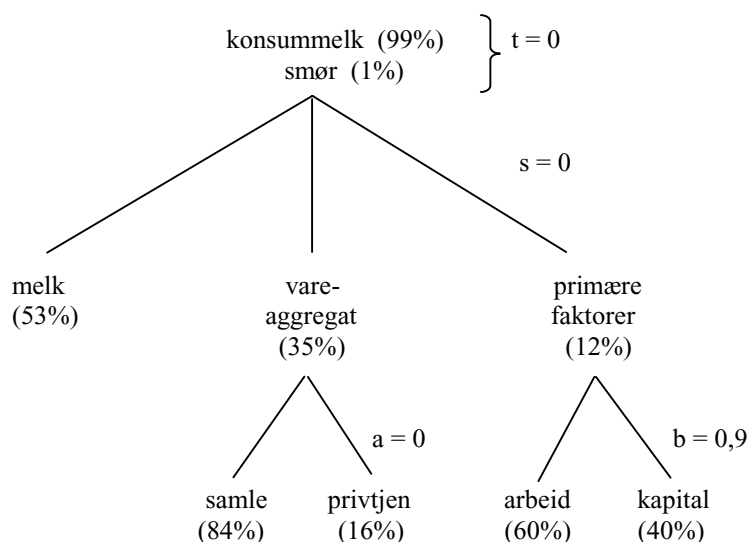 konsummelk (99%)
smør (1%)
t = 0
s = 0
melk
(53%)
vare-
aggregat
(35%)
primære
faktorer
(12%)
a = 0
b = 0,9
samle
(84%)
privtjen
(16%)
arbeid
(60%)
kapital
(40%)